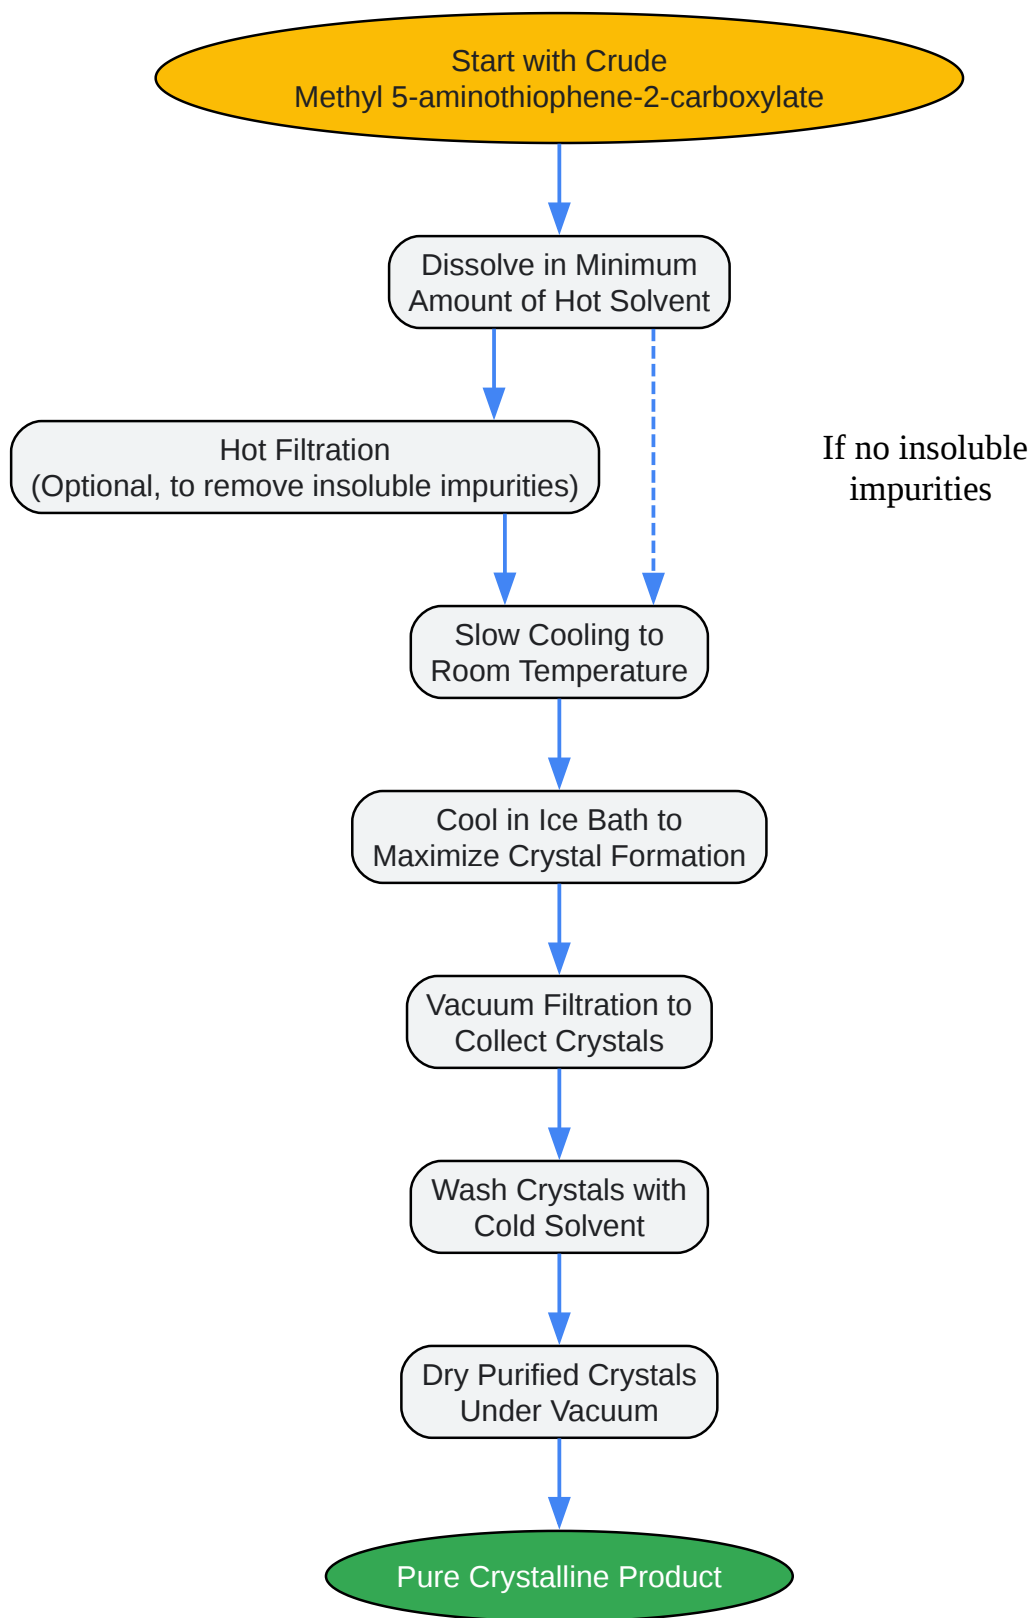 Start with Crude
Methyl 5-aminothiophene-2-carboxylate
Dissolve in Minimum
Amount of Hot Solvent
Hot Filtration
(Optional, to remove insoluble impurities)
If no insoluble
impurities
Slow Cooling to
Room Temperature
Cool in Ice Bath to
Maximize Crystal Formation
Vacuum Filtration to
Collect Crystals
Wash Crystals with
Cold Solvent
Dry Purified Crystals
Under Vacuum
Pure Crystalline Product